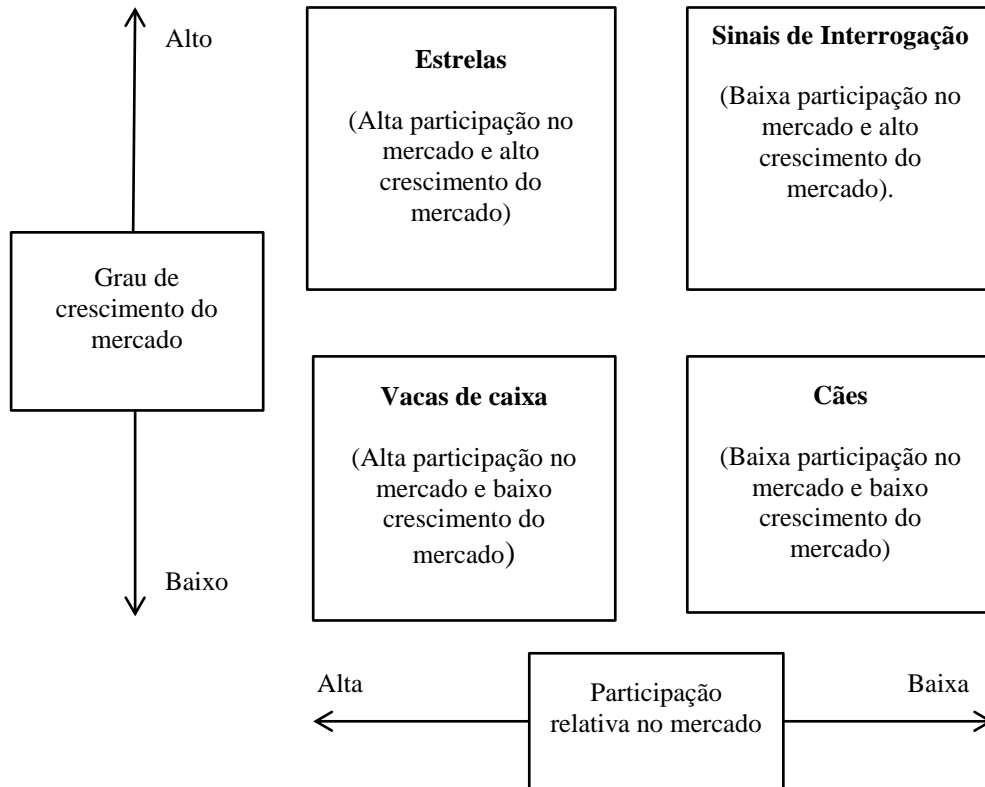 Alto
Estrelas
(Alta participação no
mercado e alto
crescimento do
mercado)
Sinais de Interrogação
(Baixa participação no
mercado e alto
crescimento do
mercado).
Grau de
crescimento do
mercado
Vacas de caixa
(Alta participação no
mercado e baixo
crescimento do
mercado)
Cães
(Baixa participação no
mercado e baixo
crescimento do
mercado)
Baixo
Alta
Participação
relativa no mercado
Baixa